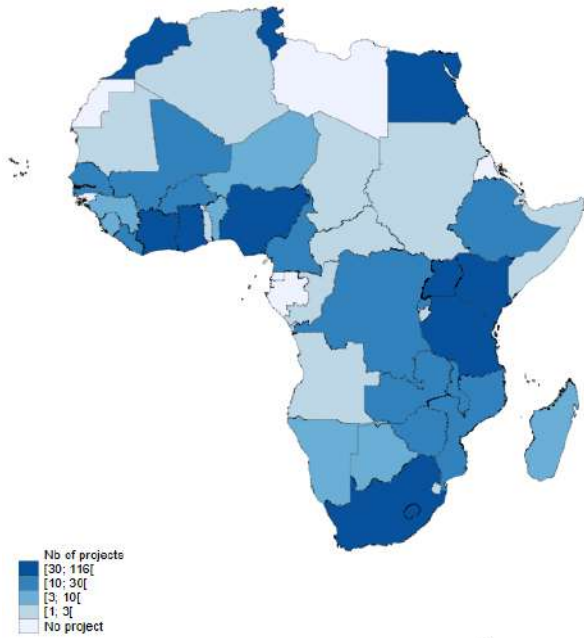 Nb of projects
[30; 116[
[10; 30[
[3; 10[
[1; 3[
No project